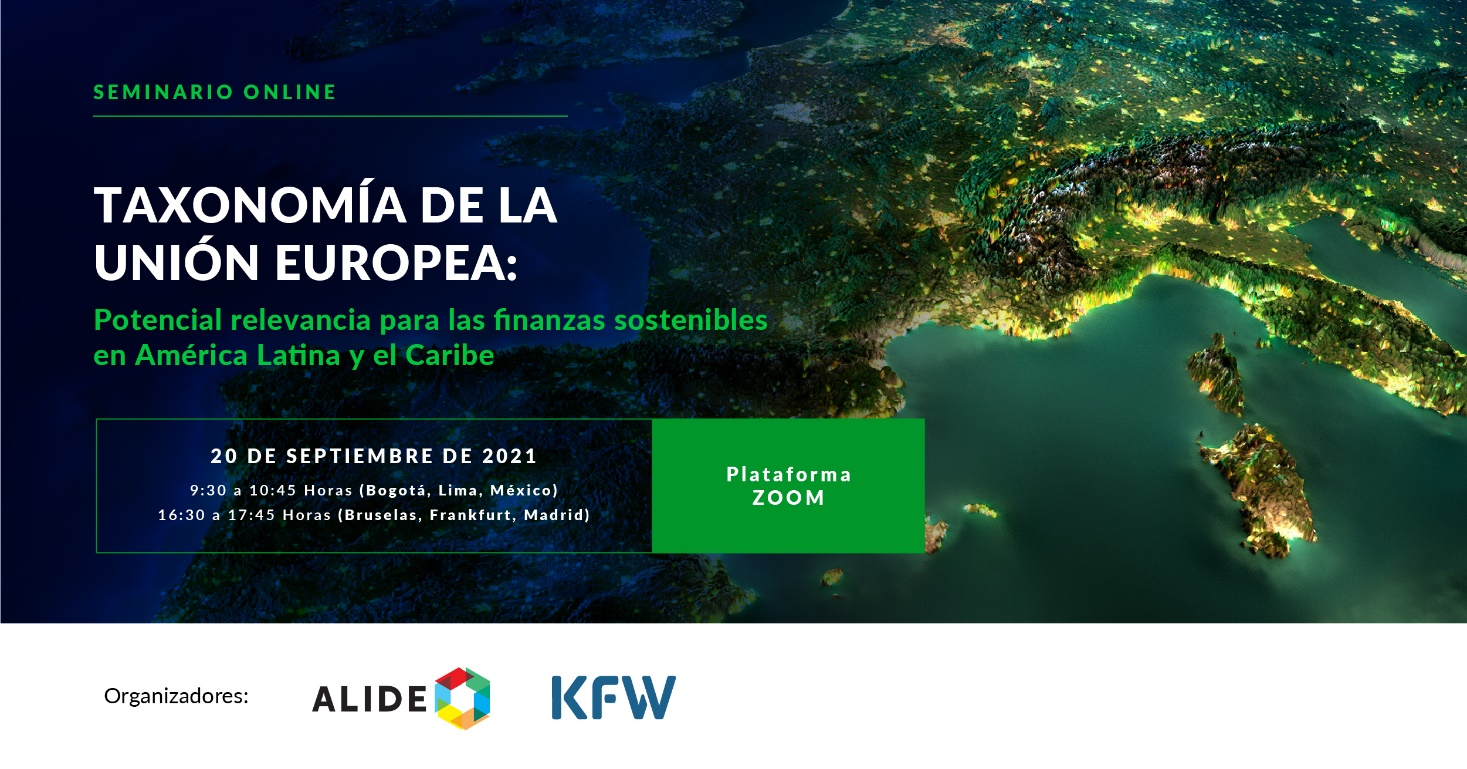 SEMINARIO ONLINE
TAXONOMÍA DE LA
UNIÓN EUROPEA:
Potencial relevancia para las finanzas sostenibles
en América Latina y el Caribe
20 DE SEPTIEMBRE DE 2021
9:30 a 10:45 Horas (Bogotá, Lima, México)
16:30 a 17:45 Horas (Bruselas, Frankfurt, Madrid)
Plataforma
ZOOM
Organizadores:
ALIDE
KFW